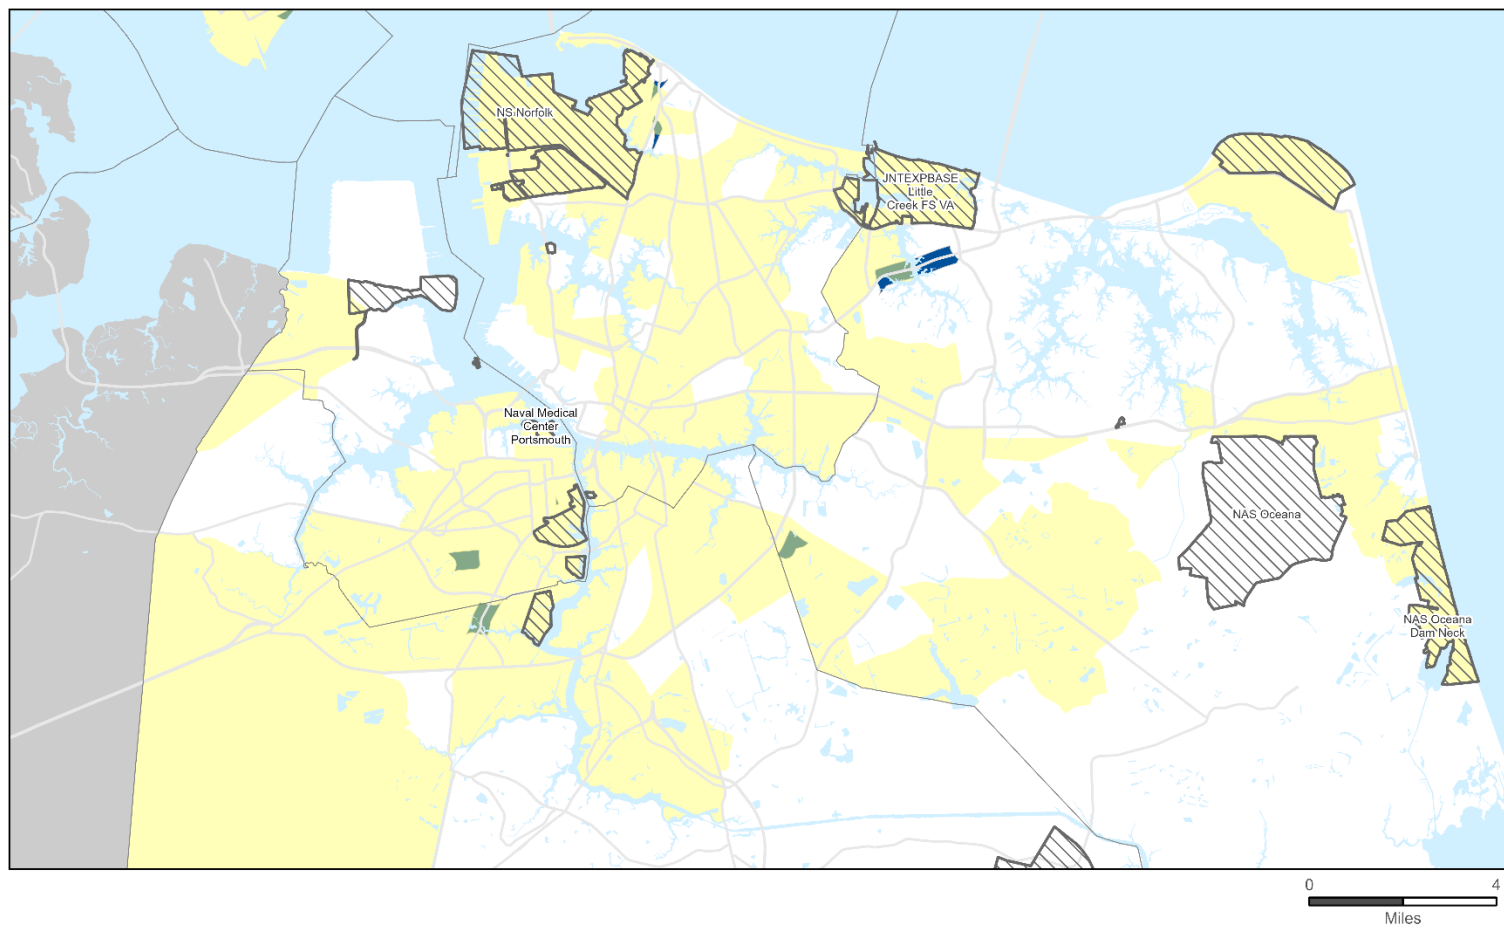 NS Norfolk
JNTEXPBASE
Little
Creek FS VA
Naval Medical
Center
Portsmouth
NAS Oceana
NAS Oceana
Dam Neck
0 4
Miles